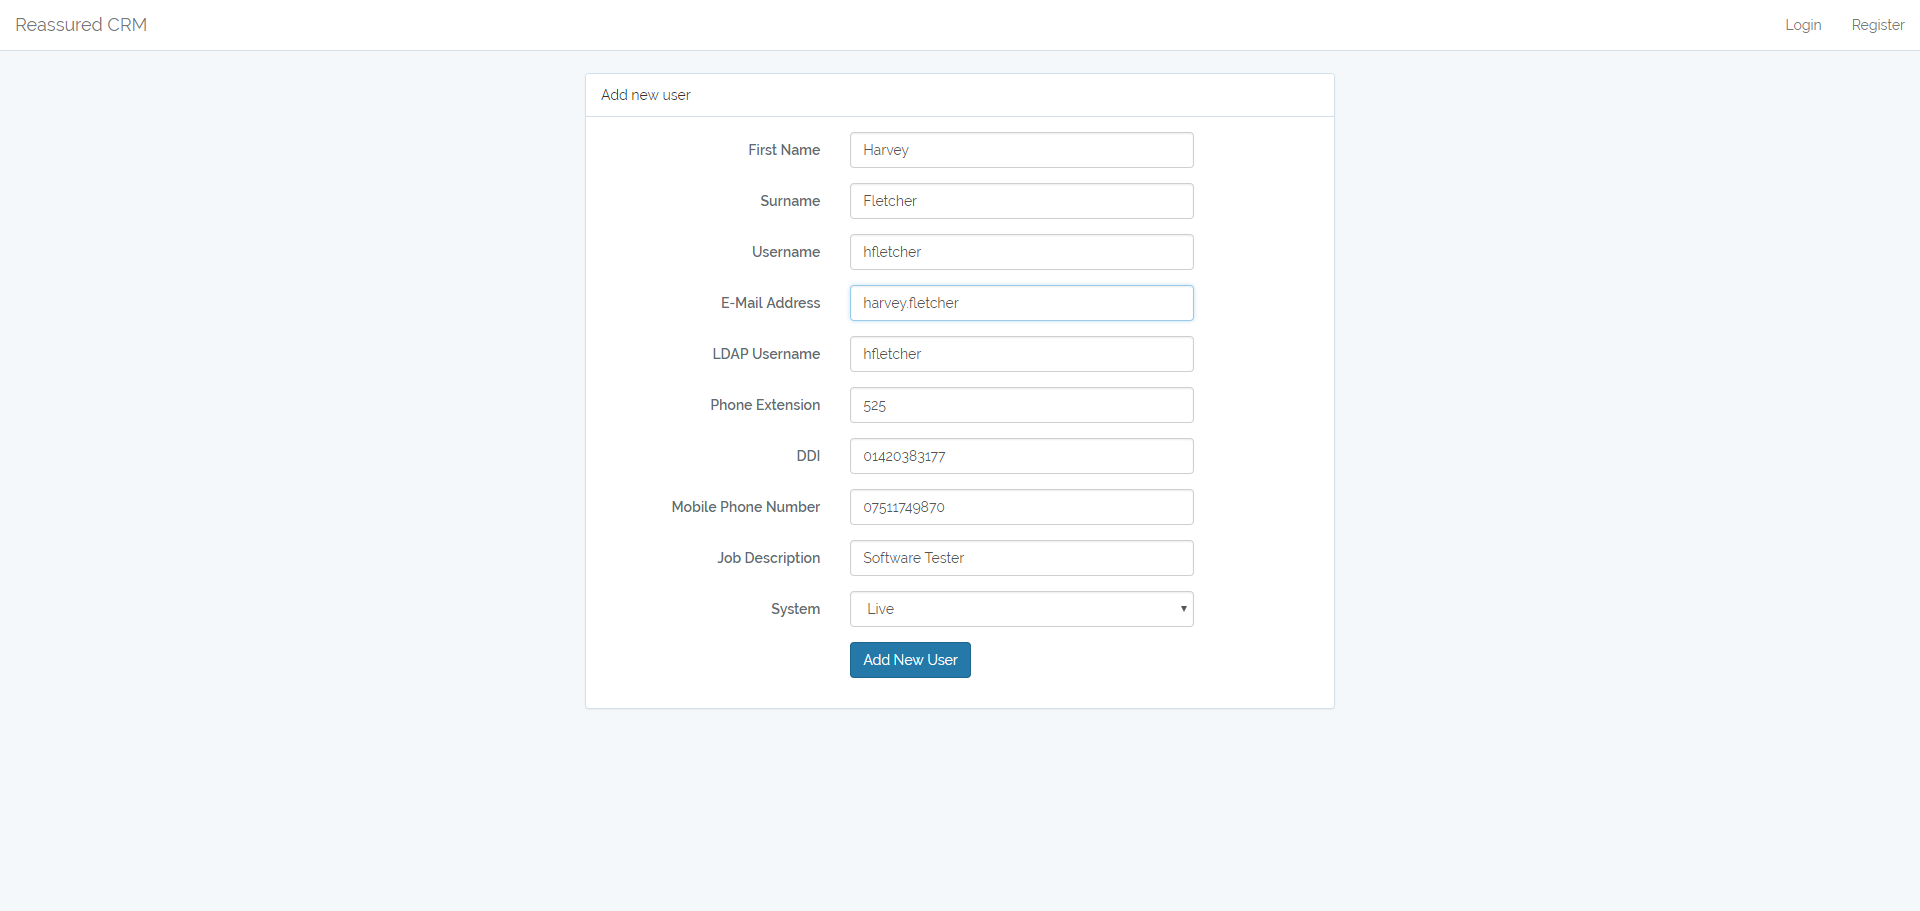 Reassured CRM Login Register
Add new user
First Name Harvey
Surname Fletcher
Username hfletcher
E-Mail Address harvey.fletcher
LDAP Username hfletcher
Phone Extension 525
DDI 01420383177
Mobile Phone Number 07511749870
Job Description Software Tester
System Live
Add New User